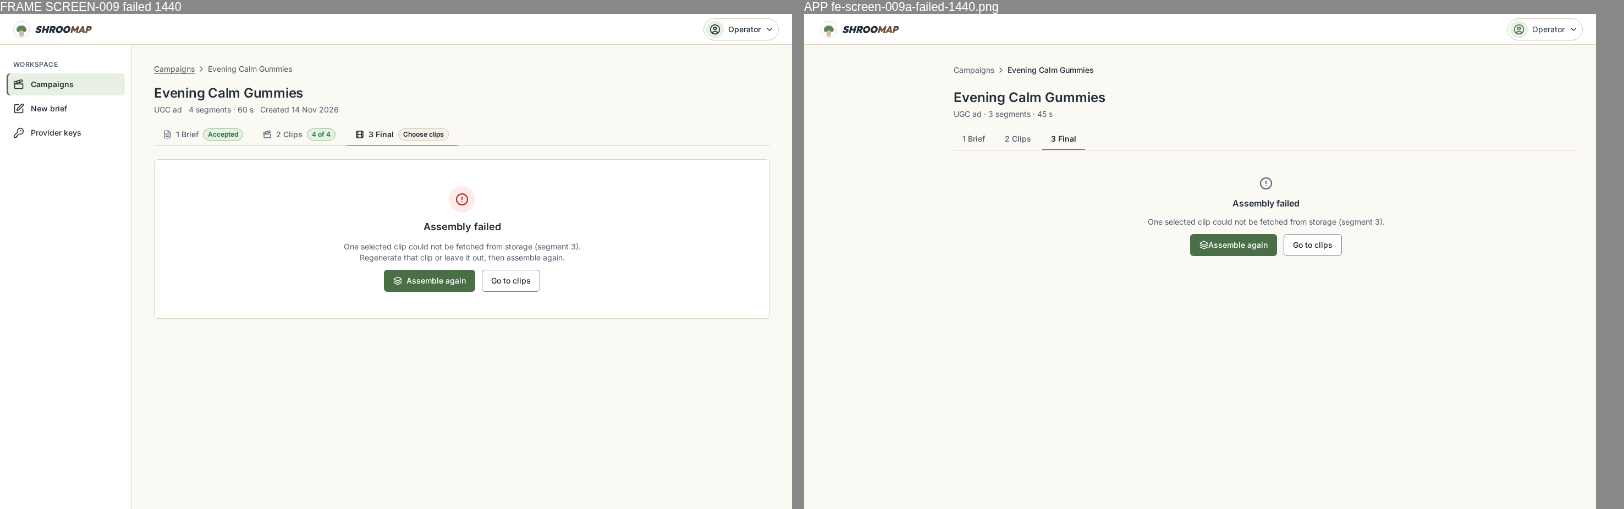 FRAME SCREEN-009 failed 1440
SHROOMAP
Operator
WORKSPACE
Campaigns
New brief
Provider keys
Campaigns > Evening Calm Gummies
Evening Calm Gummies
UGC ad 4 segments · 60 s Created 14 Nov 2026
1 Brief Accepted 2 Clips 4 of 4 3 Final Choose clips
Assembly failed
One selected clip could not be fetched from storage (segment 3).
Regenerate that clip or leave it out, then assemble again.
Assemble again Go to clips
APP fe-screen-009a-failed-1440.png
SHROOMAP
Operator
Campaigns > Evening Calm Gummies
Evening Calm Gummies
UGC ad · 3 segments · 45 s
1 Brief 2 Clips 3 Final
Assembly failed
One selected clip could not be fetched from storage (segment 3).
Assemble again Go to clips